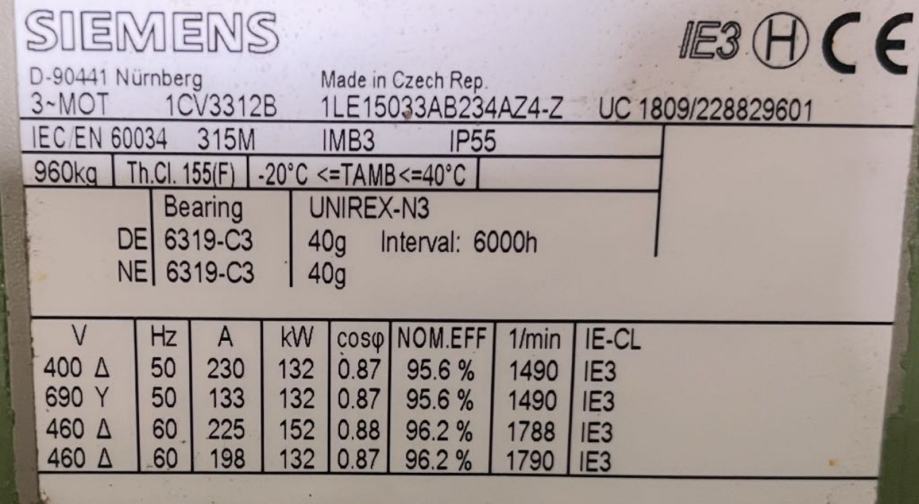 SIEMENS IE3 H CE
D-90441 Nürnberg Made in Czech Rep.
3~MOT 1CV3312B 1LE15033AB234AZ4-Z UC 1809/228829601
IEC/EN 60034 315M IMB3 IP55
960kg Th.Cl. 155(F) -20°C <=TAMB<=40°C
Bearing UNIREX-N3
DE 6319-C3 40g Interval: 6000h
NE 6319-C3 40g
V Hz A kW cosφ NOM.EFF 1/min IE-CL
400 Δ 50 230 132 0.87 95.6 % 1490 IE3
690 Y 50 133 132 0.87 95.6 % 1490 IE3
460 Δ 60 225 152 0.88 96.2 % 1788 IE3
460 Δ 60 198 132 0.87 96.2 % 1790 IE3